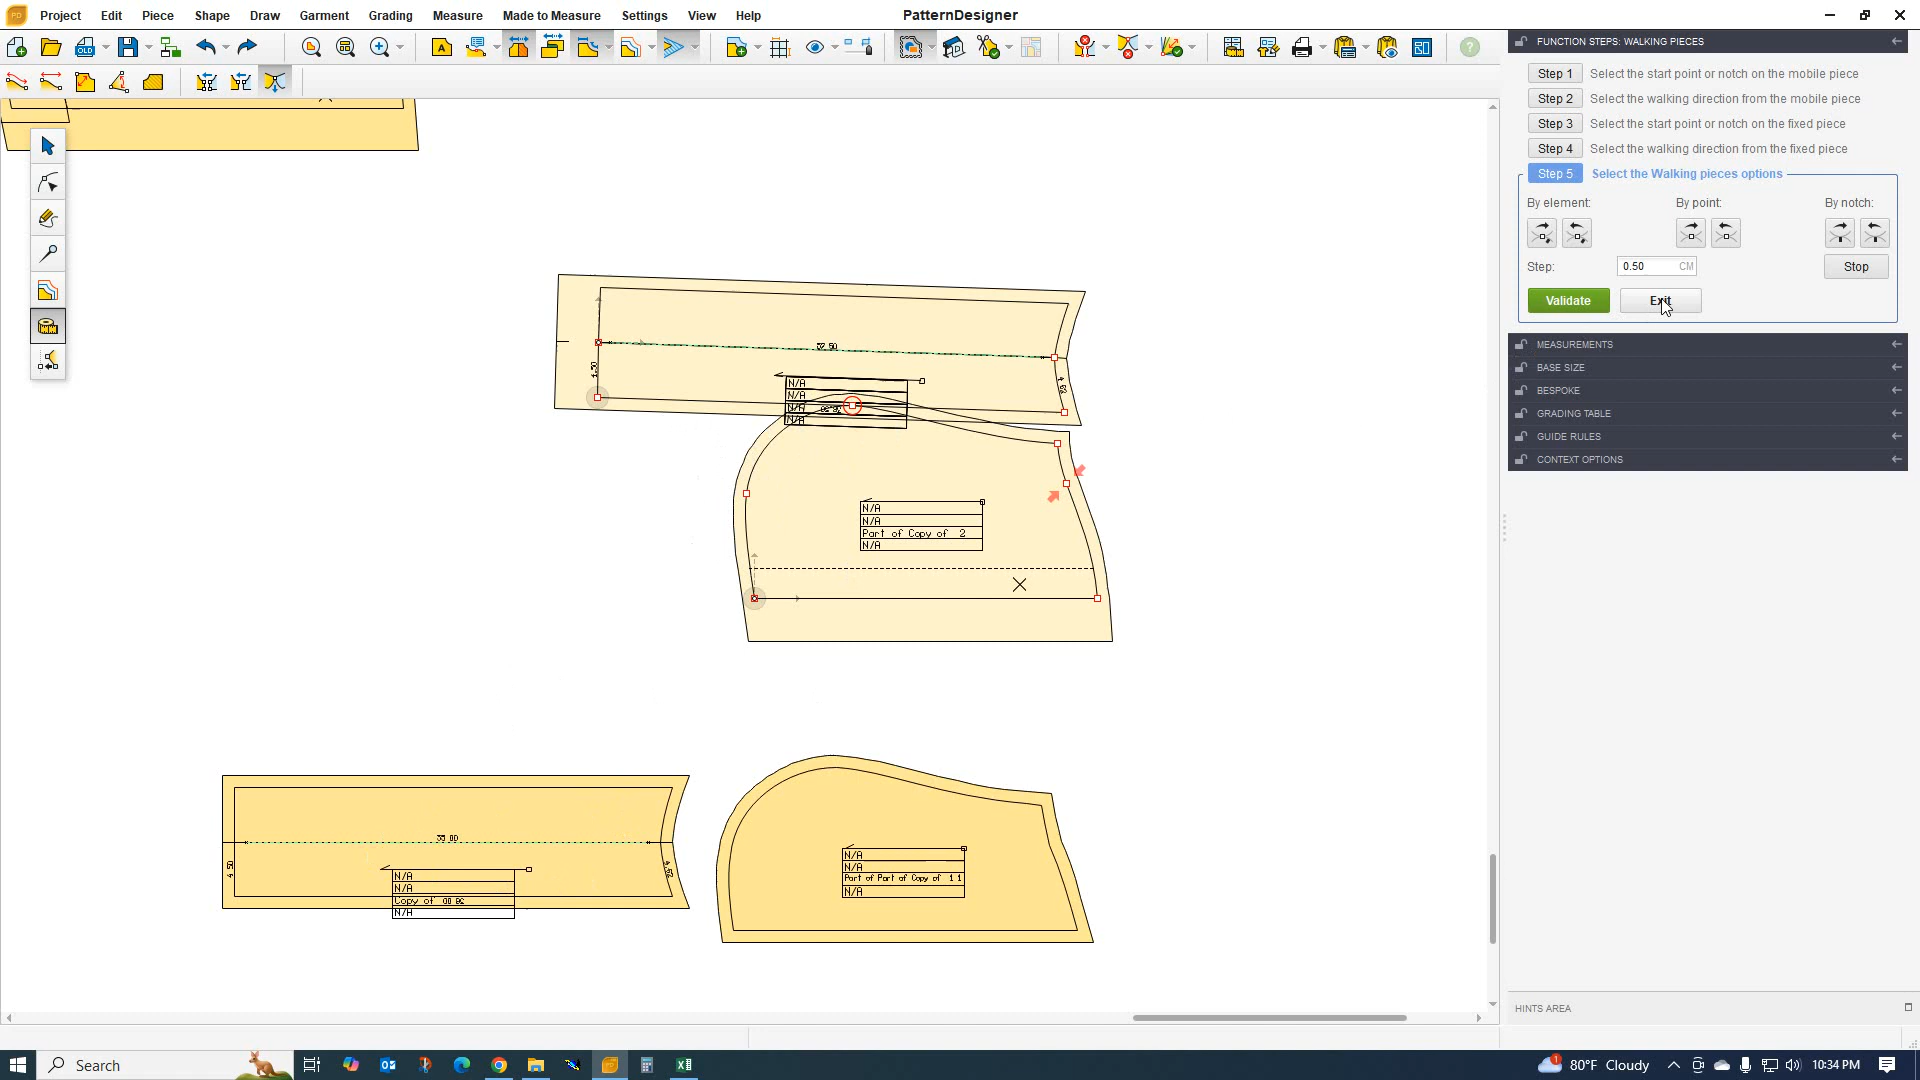 Project Edit Piece Shape Draw Garment Grading Measure Made to Measure Settings View Help
PatternDesigner
FUNCTION STEPS: WALKING PIECES
Step 1 Select the start point or notch on the mobile piece
Step 2 Select the walking direction from the mobile piece
Step 3 Select the start point or notch on the fixed piece
Step 4 Select the walking direction from the fixed piece
Step 5 Select the Walking pieces options
By element: By point: By notch:
Step: 0.50 CM Stop
Validate Exit
MEASUREMENTS
BASE SIZE
BESPOKE
GRADING TABLE
GUIDE RULES
CONTEXT OPTIONS
N/A
N/A
N/A
N/A
N/A
N/A
Part of Copy of 2
N/A
N/A
N/A
Copy of
N/A
N/A
N/A
Part of Part of Copy of 1 1
N/A
HINTS AREA
Search
80°F Cloudy
10:34 PM